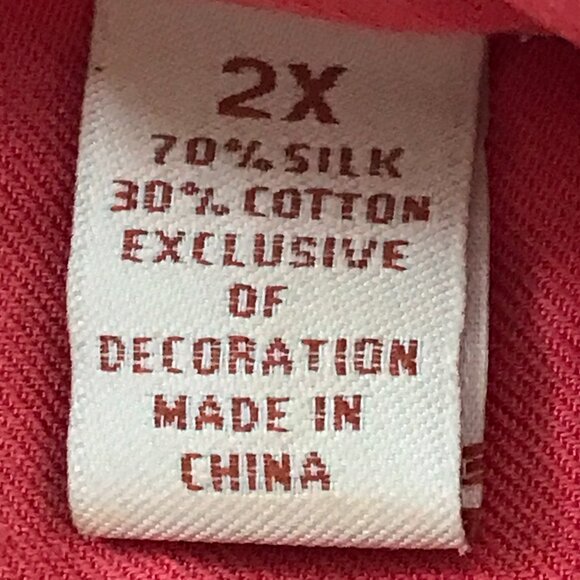 2X
70% SILK
30% COTTON
EXCLUSIVE
OF
DECORATION
MADE IN
CHINA